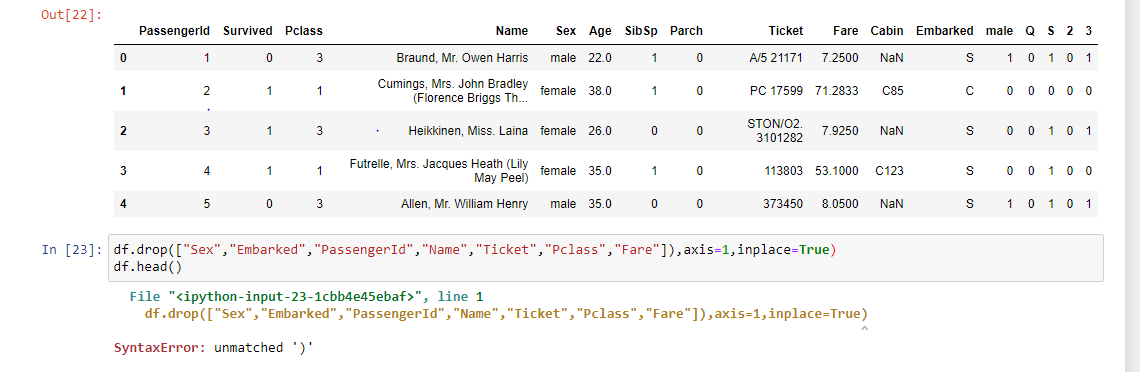 Out[22]:
PassengerId Survived Pclass Name Sex Age SibSp Parch Ticket Fare Cabin Embarked male Q S 2 3
0 1 0 3 Braund, Mr. Owen Harris male 22.0 1 0 A/5 21171 7.2500 NaN S 1 0 1 0 1
1 2 1 1 Cumings, Mrs. John Bradley (Florence Briggs Th... female 38.0 1 0 PC 17599 71.2833 C85 C 0 0 0 0 0
2 3 1 3 Heikkinen, Miss. Laina female 26.0 0 0 STON/O2. 3101282 7.9250 NaN S 0 0 1 0 1
3 4 1 1 Futrelle, Mrs. Jacques Heath (Lily May Peel) female 35.0 1 0 113803 53.1000 C123 S 0 0 1 0 0
4 5 0 3 Allen, Mr. William Henry male 35.0 0 0 373450 8.0500 NaN S 1 0 1 0 1
In [23]: df.drop(["Sex","Embarked","PassengerId","Name","Ticket","Pclass","Fare"]),axis=1,inplace=True)
df.head()
File "<ipython-input-23-1cbb4e45ebaf>", line 1
df.drop(["Sex","Embarked","PassengerId","Name","Ticket","Pclass","Fare"]),axis=1,inplace=True)
^
SyntaxError: unmatched ')'